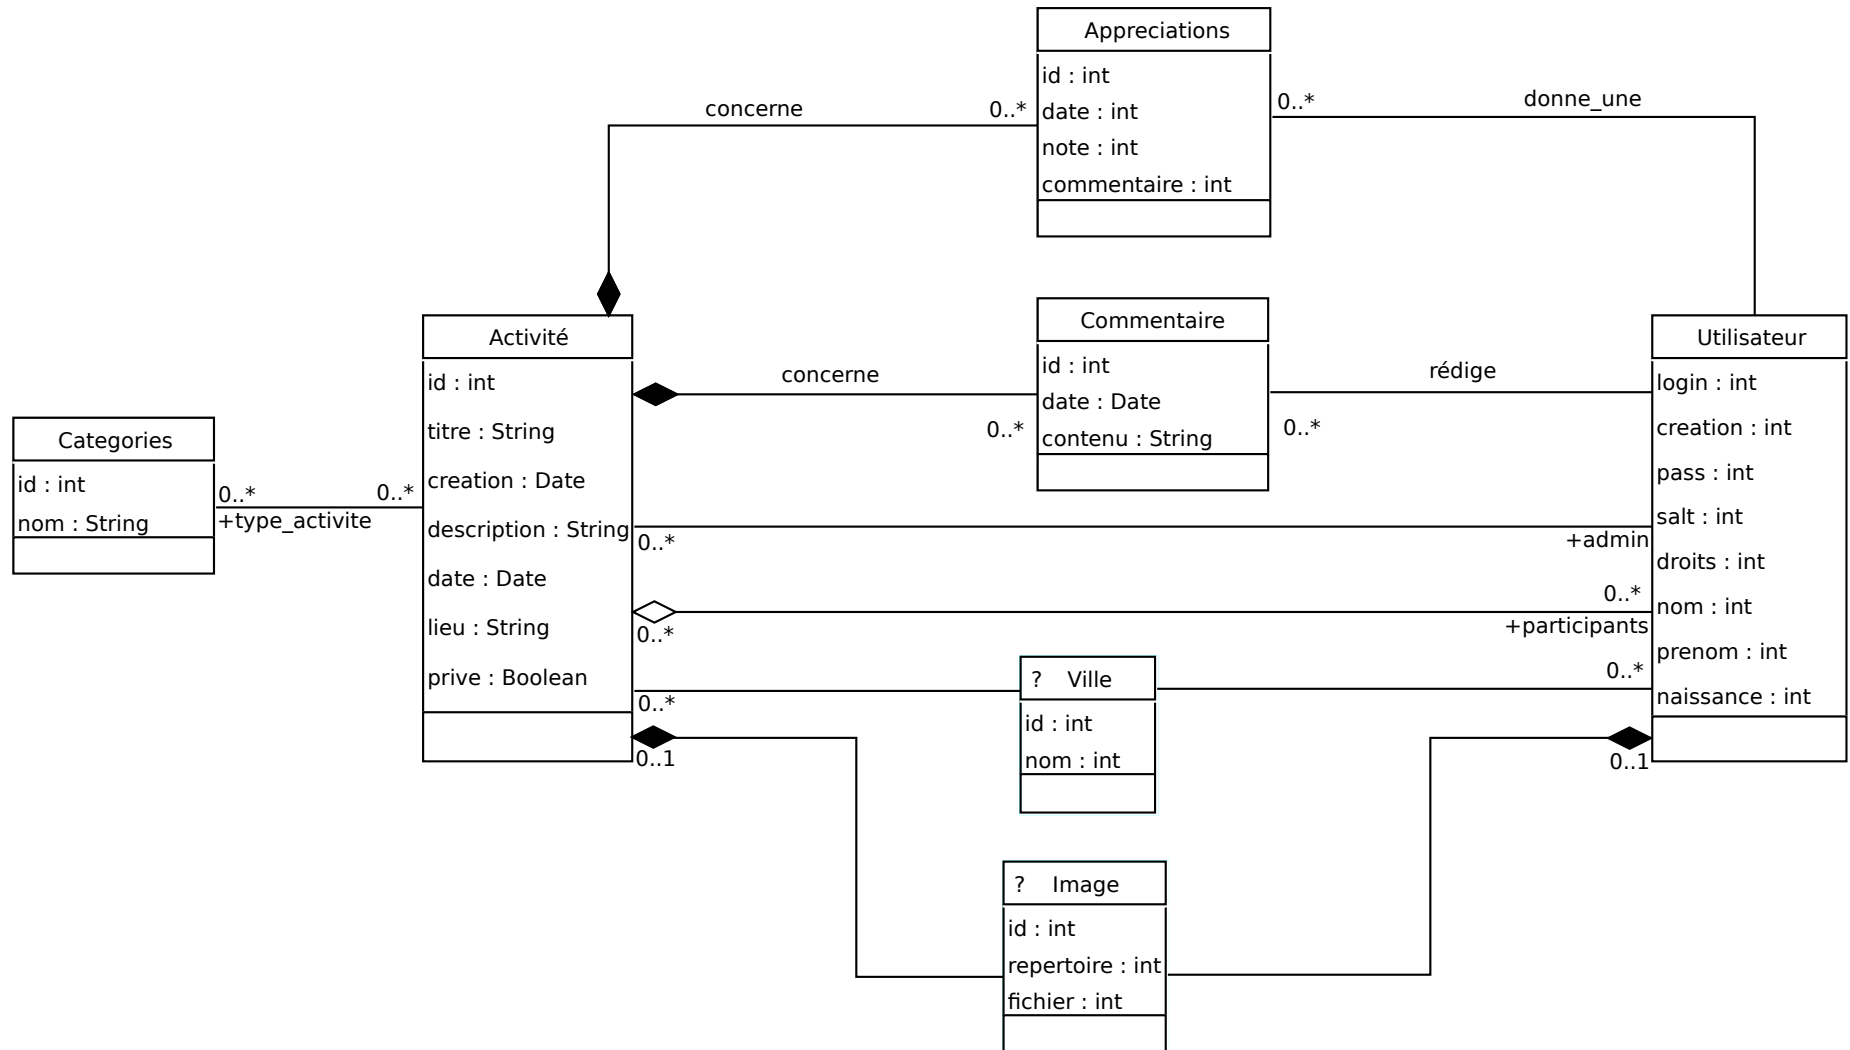 Appreciations
id : int
date : int
note : int
commentaire : int
concerne
0..*
0..*
donne_une
Activité
id : int
titre : String
creation : Date
description : String
date : Date
lieu : String
prive : Boolean
Commentaire
id : int
date : Date
contenu : String
concerne
0..*
rédige
0..*
Utilisateur
login : int
creation : int
pass : int
salt : int
droits : int
nom : int
prenom : int
naissance : int
Categories
id : int
nom : String
0..*
0..*
+type_activite
0..*
+admin
0..*
0..*
+participants
0..*
0..*
? Ville
id : int
nom : int
0..1
0..1
? Image
id : int
repertoire : int
fichier : int